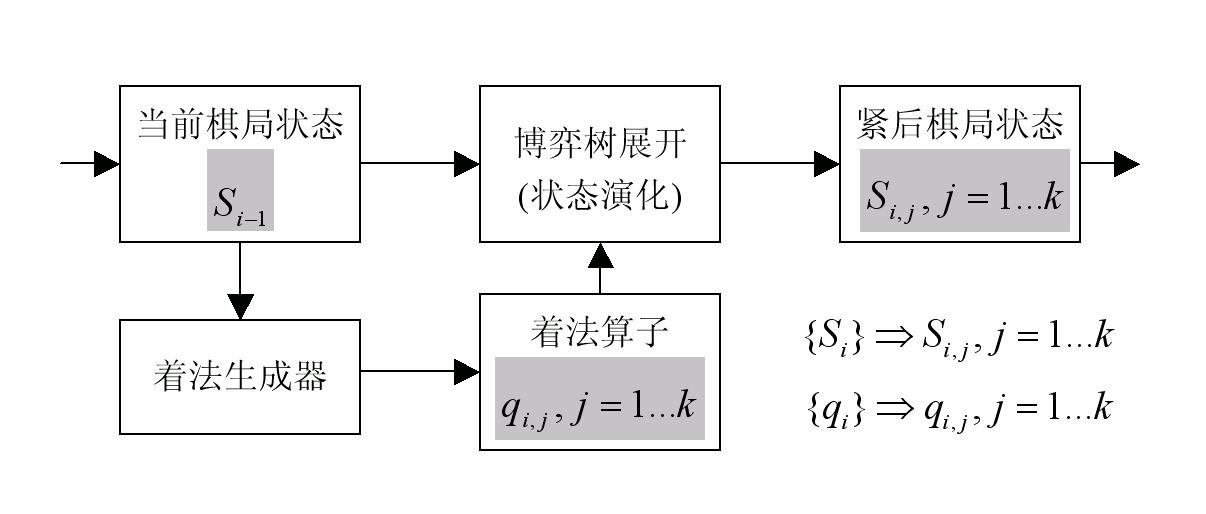 当前棋局状态
S_{i-1}
博弈树展开
(状态演化)
紧后棋局状态
S_{i,j}, j = 1...k
着法生成器
着法算子
q_{i,j}, j = 1...k
{S_i} ⇒ S_{i,j}, j = 1...k
{q_i} ⇒ q_{i,j}, j = 1...k